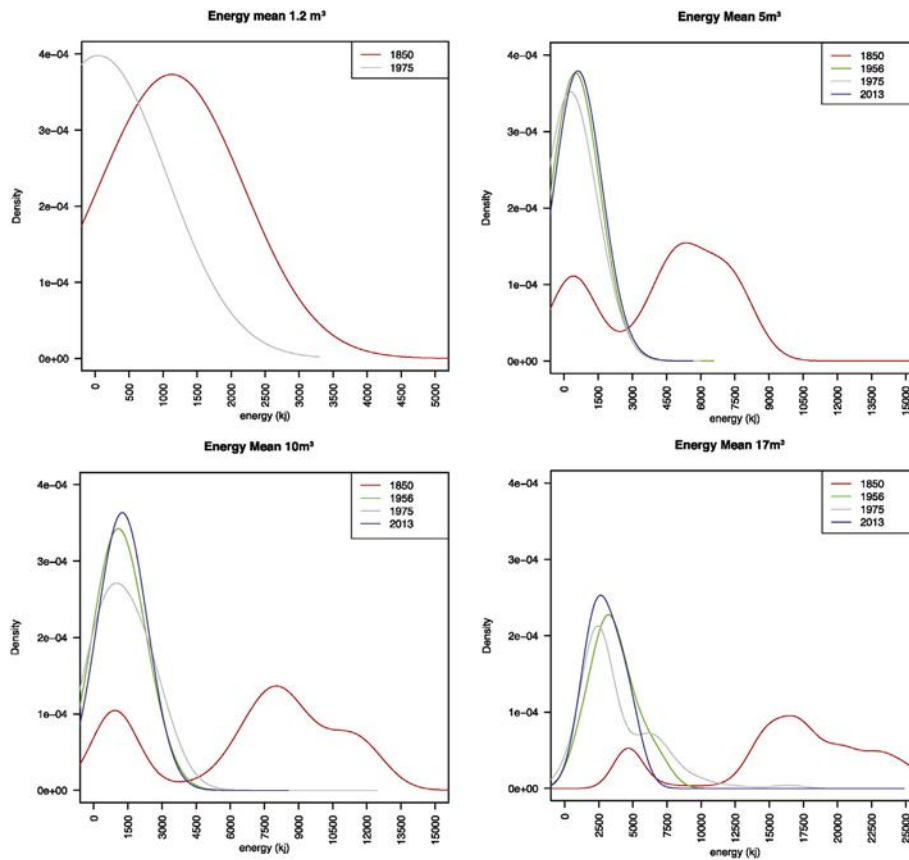 Energy mean 1.2 m³
4e−04
3e−04
2e−04
1e−04
0e+00
Density
1850
1975
0
500
1000
1500
2000
2500
3000
3500
4000
4500
5000
energy (kj)
Energy Mean 5m³
4e−04
3e−04
2e−04
1e−04
0e+00
Density
1850
1956
1975
2013
0
1500
3000
4500
6000
7500
9000
10500
12000
13500
15000
energy (kj)
Energy Mean 10m³
4e−04
3e−04
2e−04
1e−04
0e+00
Density
1850
1956
1975
2013
0
1500
3000
4500
6000
7500
9000
10500
12000
13500
15000
energy (kj)
Energy Mean 17m³
4e−04
3e−04
2e−04
1e−04
0e+00
Density
1850
1956
1975
2013
0
2500
5000
7500
10000
12500
15000
17500
20000
22500
25000
energy (kj)